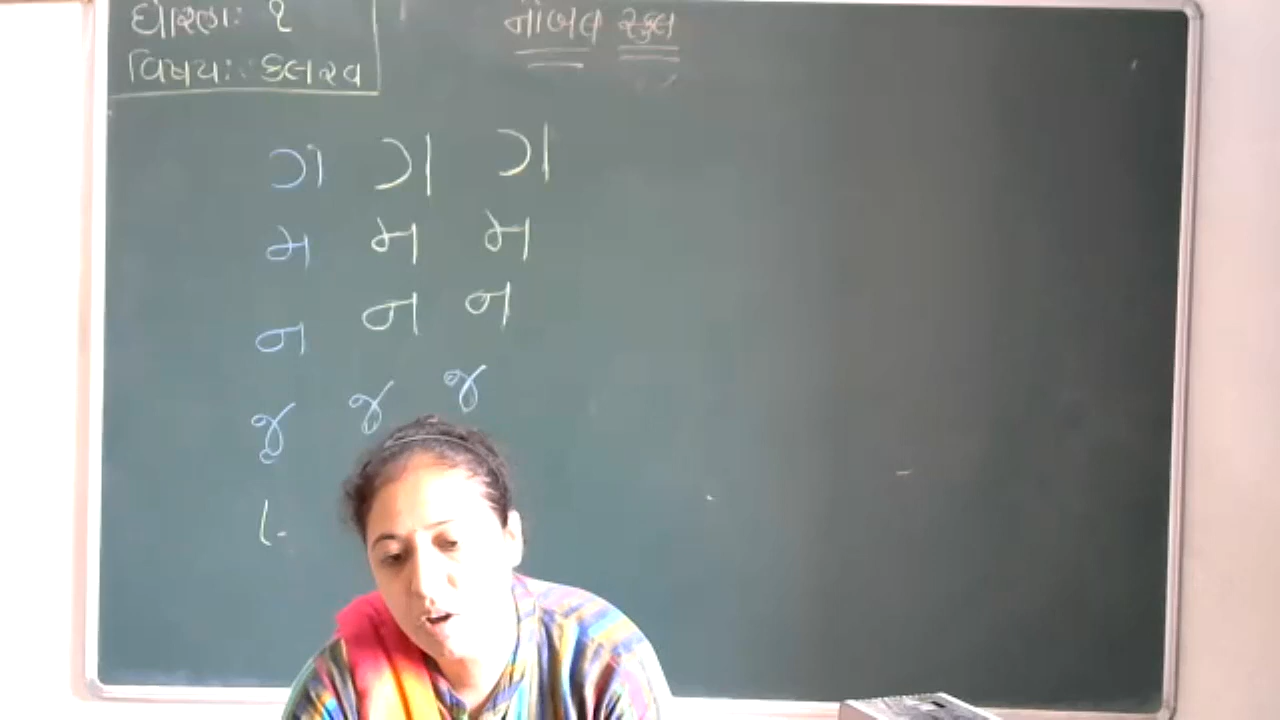 ધોરણઃ ૧
નોબલ સ્કુલ
વિષયઃ કલરવ
ગ ગ ગ
મ મ મ
ન ન ન
જ જ જ